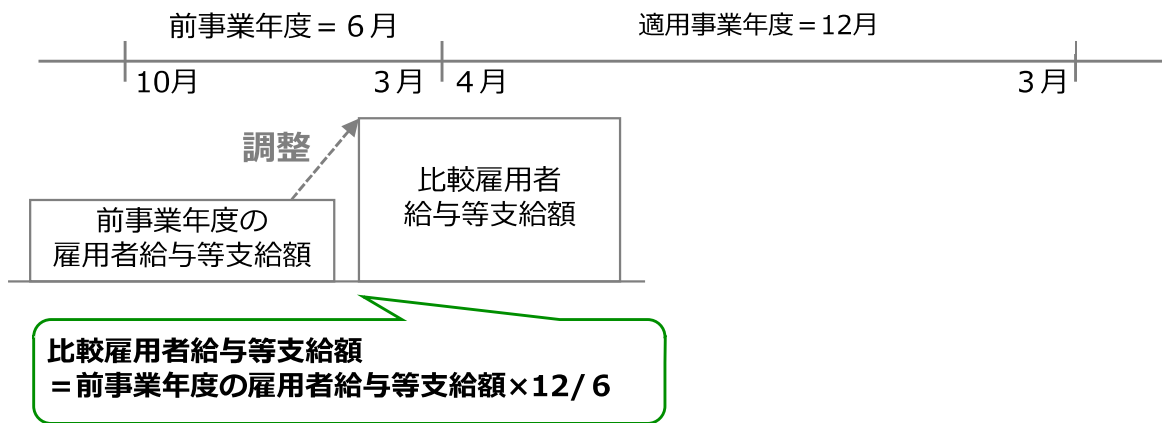 前事業年度＝６月
適用事業年度＝12月
10月
３月
４月
３月
調整
比較雇用者
給与等支給額
前事業年度の
雇用者給与等支給額
比較雇用者給与等支給額
＝前事業年度の雇用者給与等支給額×12/６